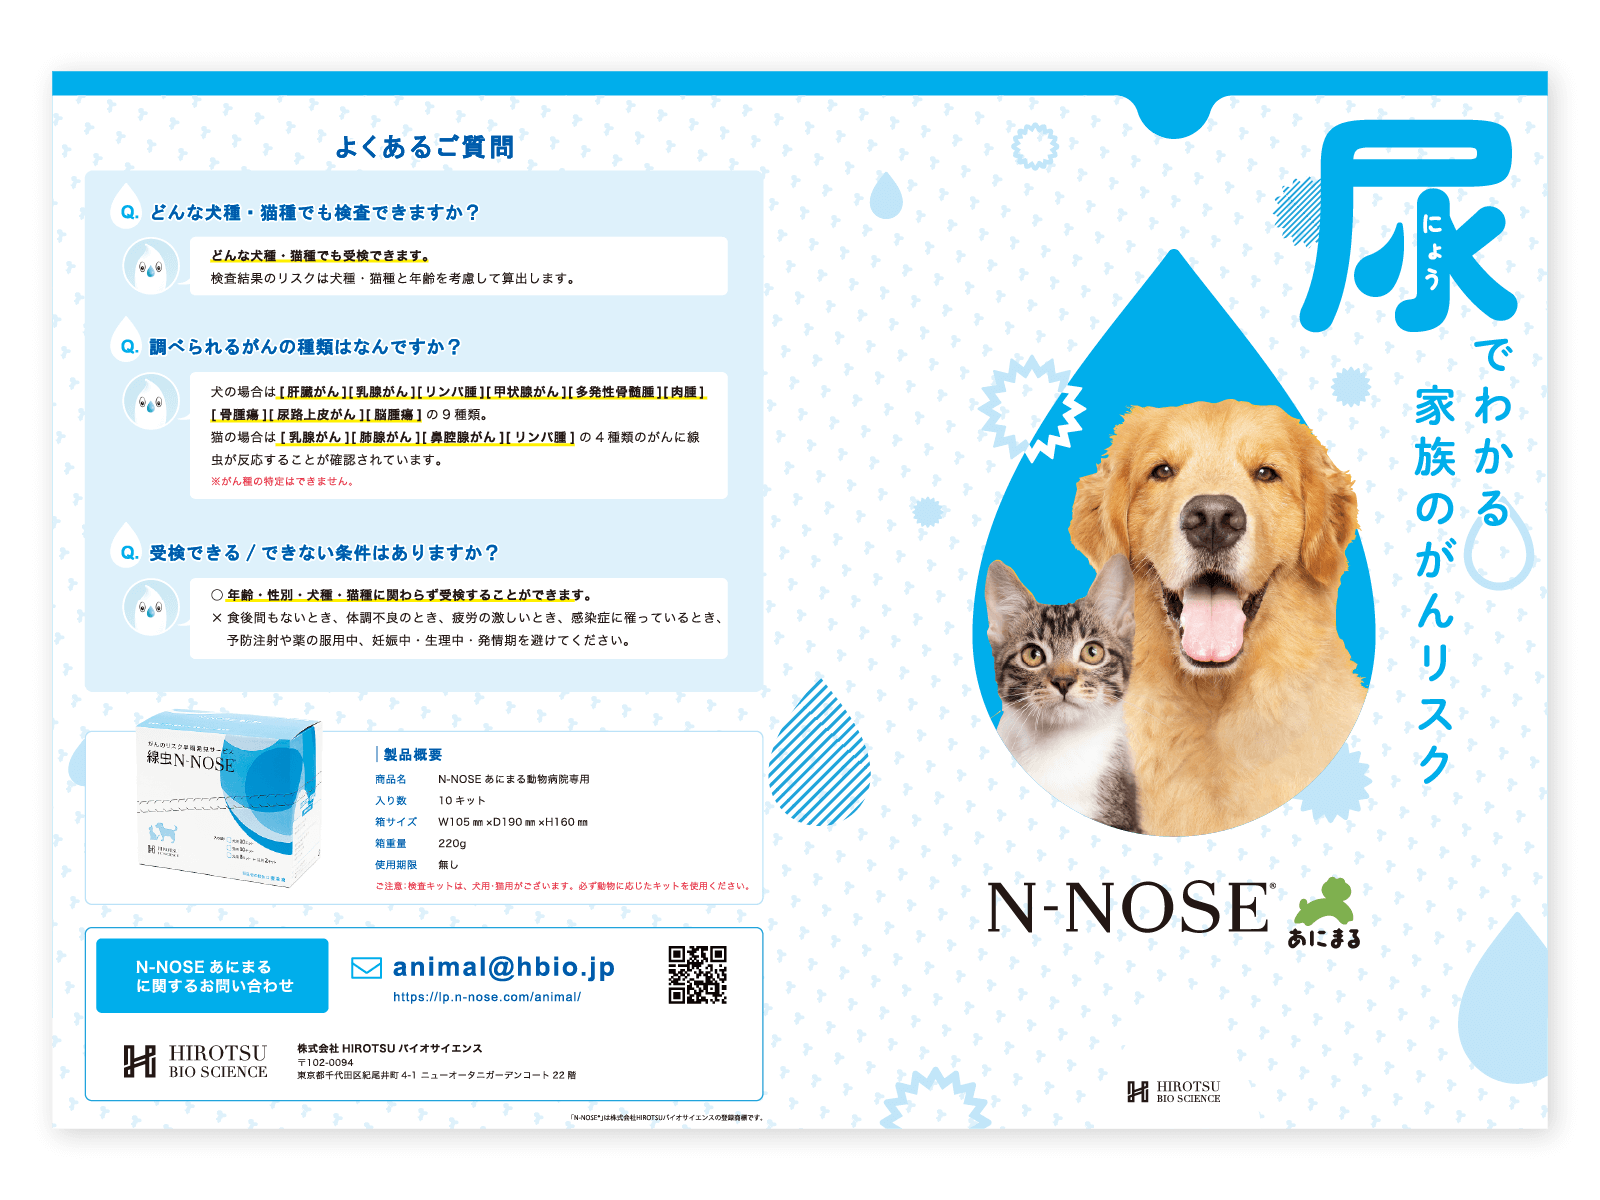 よくあるご質問
Q. どんな犬種・猫種でも検査できますか？
どんな犬種・猫種でも受検できます。
検査結果のリスクは犬種・猫種と年齢を考慮して算出します。
Q. 調べられるがんの種類はなんですか？
犬の場合は[肝臓がん][乳腺がん][リンパ腫][甲状腺がん][多発性骨髄腫][肉腫]
[骨腫瘍][尿路上皮がん][脳腫瘍]の9種類。
猫の場合は[乳腺がん][肺腺がん][鼻腔腺がん][リンパ腫]の4種類のがんに線
虫が反応することが確認されています。
※がん種の特定はできません。
Q. 受検できる/できない条件はありますか？
○年齢・性別・犬種・猫種に関わらず受検することができます。
×食後間もないとき、体調不良のとき、疲労の激しいとき、感染症に罹っているとき、
予防注射や薬の服用中、妊娠中・生理中・発情期を避けてください。
線虫N-NOSE
HIROTSU
BIO SCIENCE
製品概要
商品名 N-NOSE あにまる動物病院専用
入り数 10キット
箱サイズ W105㎜×D190㎜×H160㎜
箱重量 220g
使用期限 無し
ご注意：検査キットは、犬用・猫用がございます。必ず動物に応じたキットを使用ください。
N-NOSE あにまる
に関するお問い合わせ
animal@hbio.jp
https://lp.n-nose.com/animal/
HIROTSU
BIO SCIENCE
株式会社 HIROTSU バイオサイエンス
〒102-0094
東京都千代田区紀尾井町 4-1 ニューオータニガーデンコート 22 階
「N-NOSE®」は株式会社HIROTSUバイオサイエンスの登録商標です。
尿
にょう
でわかる
家族のがんリスク
N-NOSE®
あにまる
HIROTSU
BIO SCIENCE